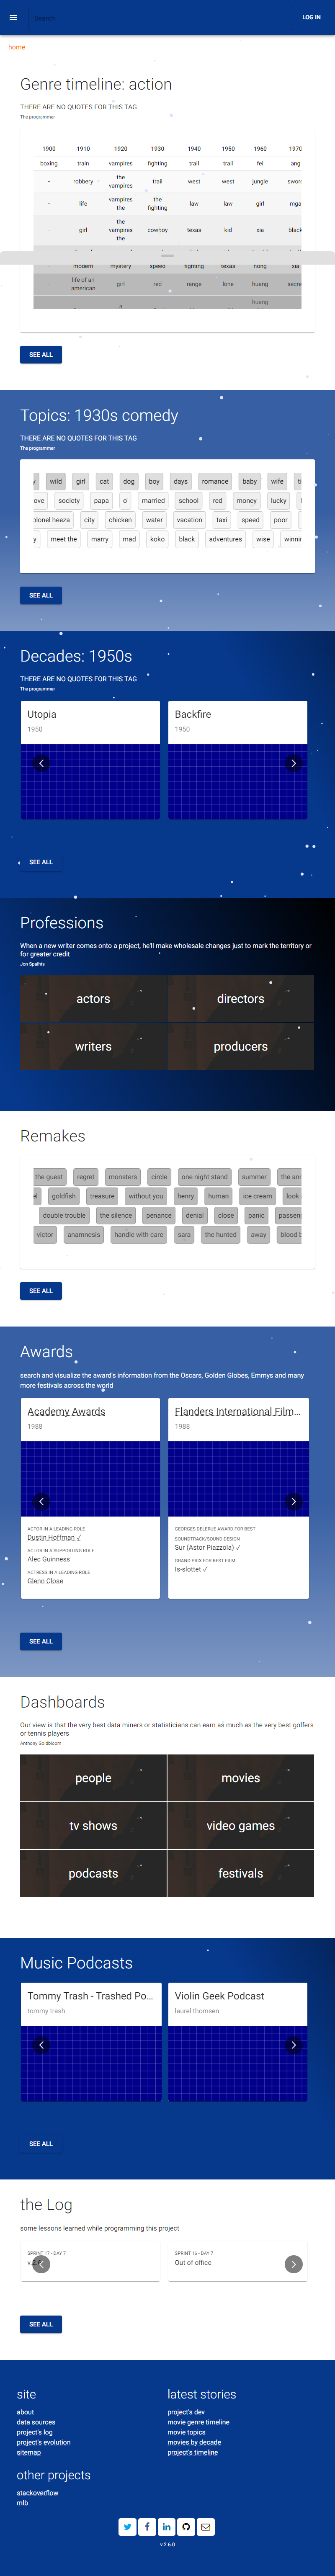 Search
LOG IN
home
Genre timeline: action
THERE ARE NO QUOTES FOR THIS TAG
The programmer
1900 1910 1920 1930 1940 1950 1960 1970
boxing train vampires fighting trail trail fei ang
- robbery the vampires trail west west jungle swor
- life vampires the the fighting law law girl mga
- girl the vampires the cowboy texas kid xia black
- modern mystery speed fighting texas hong xia
- life of an american girl red range lone huang secre
huang
SEE ALL
Topics: 1930s comedy
THERE ARE NO QUOTES FOR THIS TAG
The programmer
y wild girl cat dog boy days romance baby wife
ove society papa o' married school red money lucky
olonel heeza city chicken water vacation taxi speed poor
y meet the marry mad koko black adventures wise winnin
SEE ALL
Decades: 1950s
THERE ARE NO QUOTES FOR THIS TAG
The programmer
Utopia
1950
Backfire
1950
SEE ALL
Professions
When a new writer comes onto a project, he'll make wholesale changes just to mark the territory or
for greater credit
Jon Spaihts
actors
directors
writers
producers
Remakes
the guest regret monsters circle one night stand summer the are
el goldfish treasure without you henry human ice cream look
double trouble the silence penance denial close panic passen
victor anamnesis handle with care sara the hunted away blood b
SEE ALL
Awards
search and visualize the award's information from the Oscars, Golden Globes, Emmys and many
more festivals across the world
Academy Awards
1988
ACTOR IN A LEADING ROLE
Dustin Hoffman ✓
ACTOR IN A SUPPORTING ROLE
Alec Guinness
ACTRESS IN A LEADING ROLE
Glenn Close
Flanders International Film...
1988
GEORGES DELERUE AWARD FOR BEST
SOUNDTRACK/SOUND DESIGN
Sur (Astor Piazzola) ✓
GRAND PRIX FOR BEST FILM
Is-slottet ✓
SEE ALL
Dashboards
Our view is that the very best data miners or statisticians can earn as much as the very best golfers
or tennis players
Anthony Goldbloom
people
movies
tv shows
video games
podcasts
festivals
Music Podcasts
Tommy Trash - Trashed Po...
tommy trash
Violin Geek Podcast
laurel thomsen
SEE ALL
the Log
some lessons learned while programming this project
SPRINT 17 - DAY 7
SPRINT 16 - DAY 7
Out of office
SEE ALL
site
about
data sources
project's log
project's evolution
sitemap
latest stories
project's dev
movie genre timeline
movie topics
movies by decade
project's timeline
other projects
stackoverflow
mlb
v.2.6.0